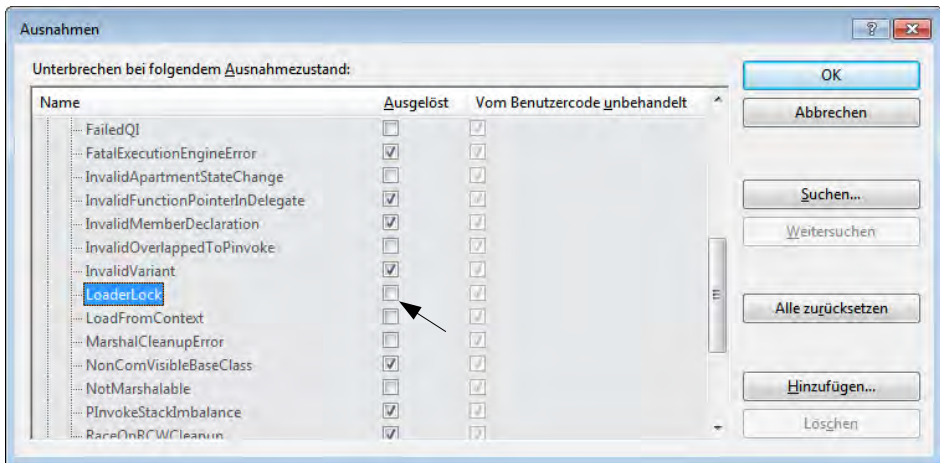 Ausnahmen
Unterbrechen bei folgendem Ausnahmezustand:
Name Ausgelöst Vom Benutzercode unbehandelt
FailedQI
FatalExecutionEngineError
InvalidApartmentStateChange
InvalidFunctionPointerInDelegate
InvalidMemberDeclaration
InvalidOverlappedToPinvoke
InvalidVariant
LoaderLock
LoadFromContext
MarshalCleanupError
NonComVisibleBaseClass
NotMarshalable
PInvokeStackImbalance
RaceOnRCWCleanup
OK
Abbrechen
Suchen...
Weitersuchen
Alle zurücksetzen
Hinzufügen...
Löschen